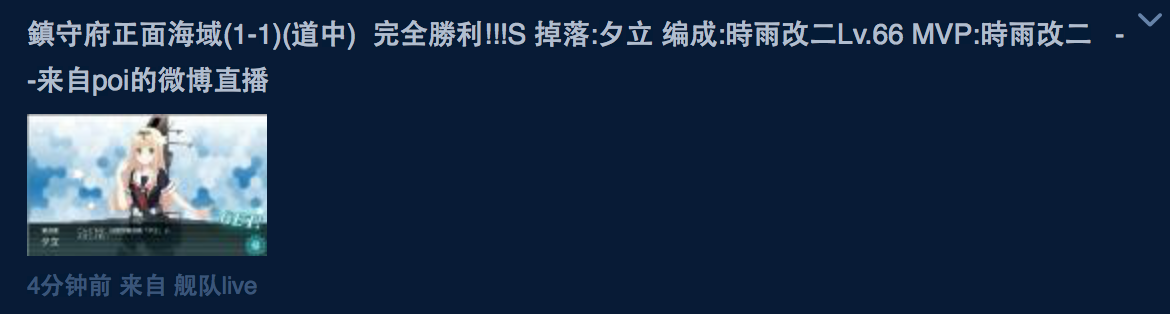 鎮守府正面海域(1-1)(道中) 完全勝利!!!S 掉落:夕立 编成:時雨改二Lv.66 MVP:時雨改二 -
-来自poi的微博直播
GET!
夕立
4分钟前 来自 舰队live